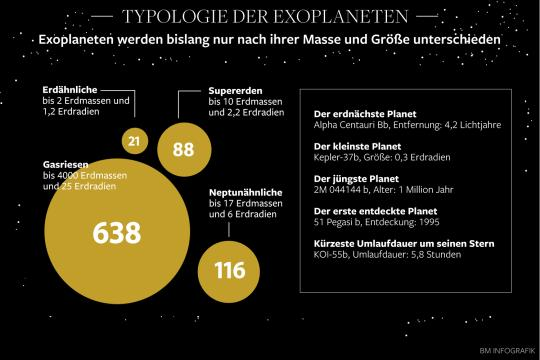 TYPOLOGIE DER EXOPLANETEN
Exoplaneten werden bislang nur nach ihrer Masse und Größe unterschieden
Erdähnliche
bis 2 Erdmassen und
1,2 Erdradien
21
Supererden
bis 10 Erdmassen
und 2,2 Erdradien
88
Gasriesen
bis 4000 Erdmassen
und 25 Erdradien
638
Neptunähnliche
bis 17 Erdmassen
und 6 Erdradien
116
Der erdnächste Planet
Alpha Centauri Bb, Entfernung: 4,2 Lichtjahre
Der kleinste Planet
Kepler-37b, Größe: 0,3 Erdradien
Der jüngste Planet
2M 044144 b, Alter: 1 Million Jahr
Der erste entdeckte Planet
51 Pegasi b, Entdeckung: 1995
Kürzeste Umlaufdauer um seinen Stern
KOI-55b, Umlaufdauer: 5,8 Stunden
BM INFOGRAFIK